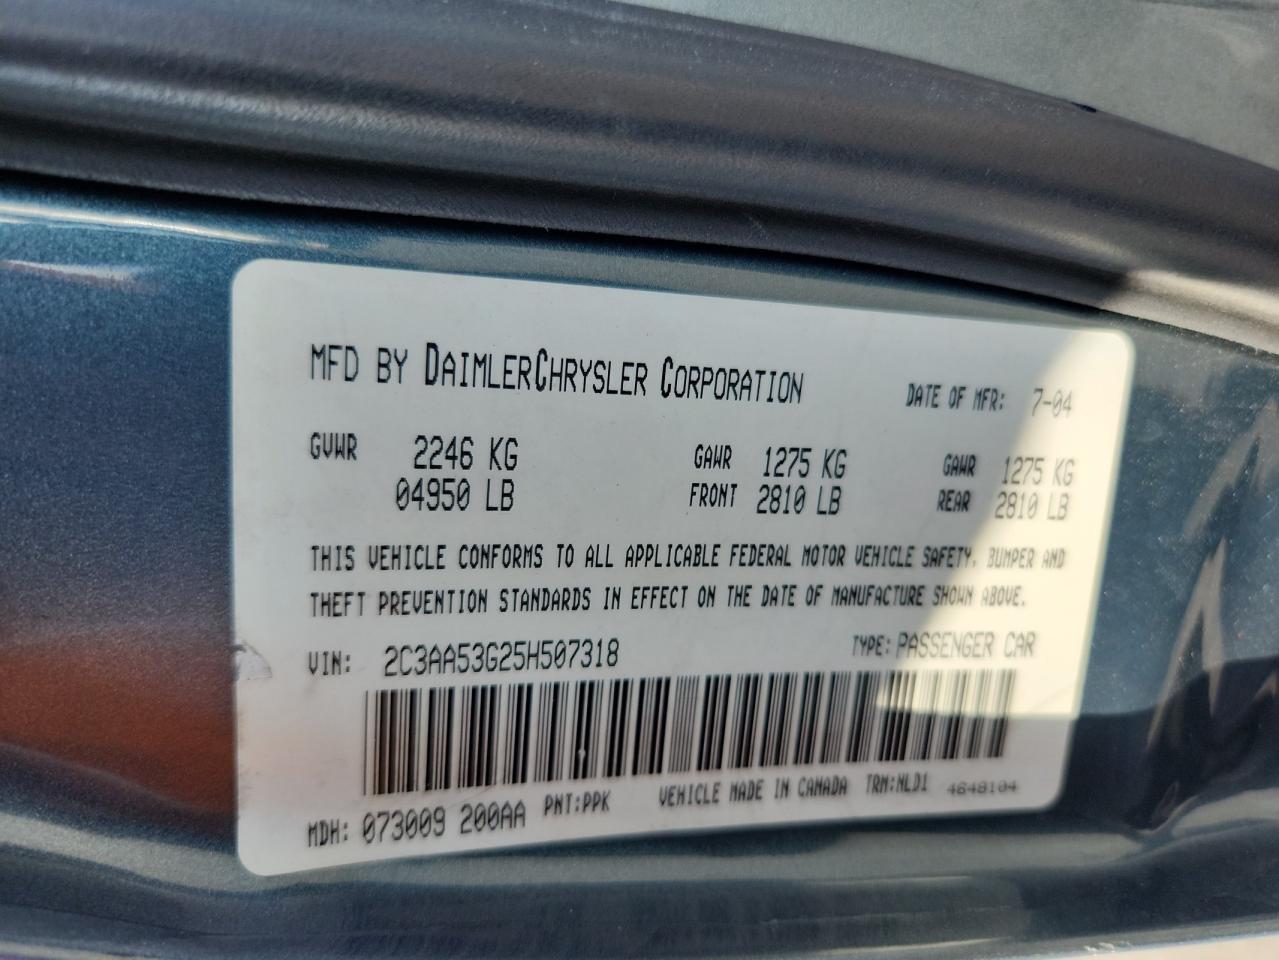 MFD BY DAIMLERCHRYSLER CORPORATION DATE OF MFR: 7-04
GVWR 2246 KG GAWR 1275 KG GAWR 1275 KG
04950 LB FRONT 2810 LB REAR 2810 LB
THIS VEHICLE CONFORMS TO ALL APPLICABLE FEDERAL MOTOR VEHICLE SAFETY, BUMPER AND
THEFT PREVENTION STANDARDS IN EFFECT ON THE DATE OF MANUFACTURE SHOWN ABOVE.
VIN: 2C3AA53G25H507318 TYPE: PASSENGER CAR
MDH: 073009 200AA PNT:PPK VEHICLE MADE IN CANADA TRM:NLD1 4648104